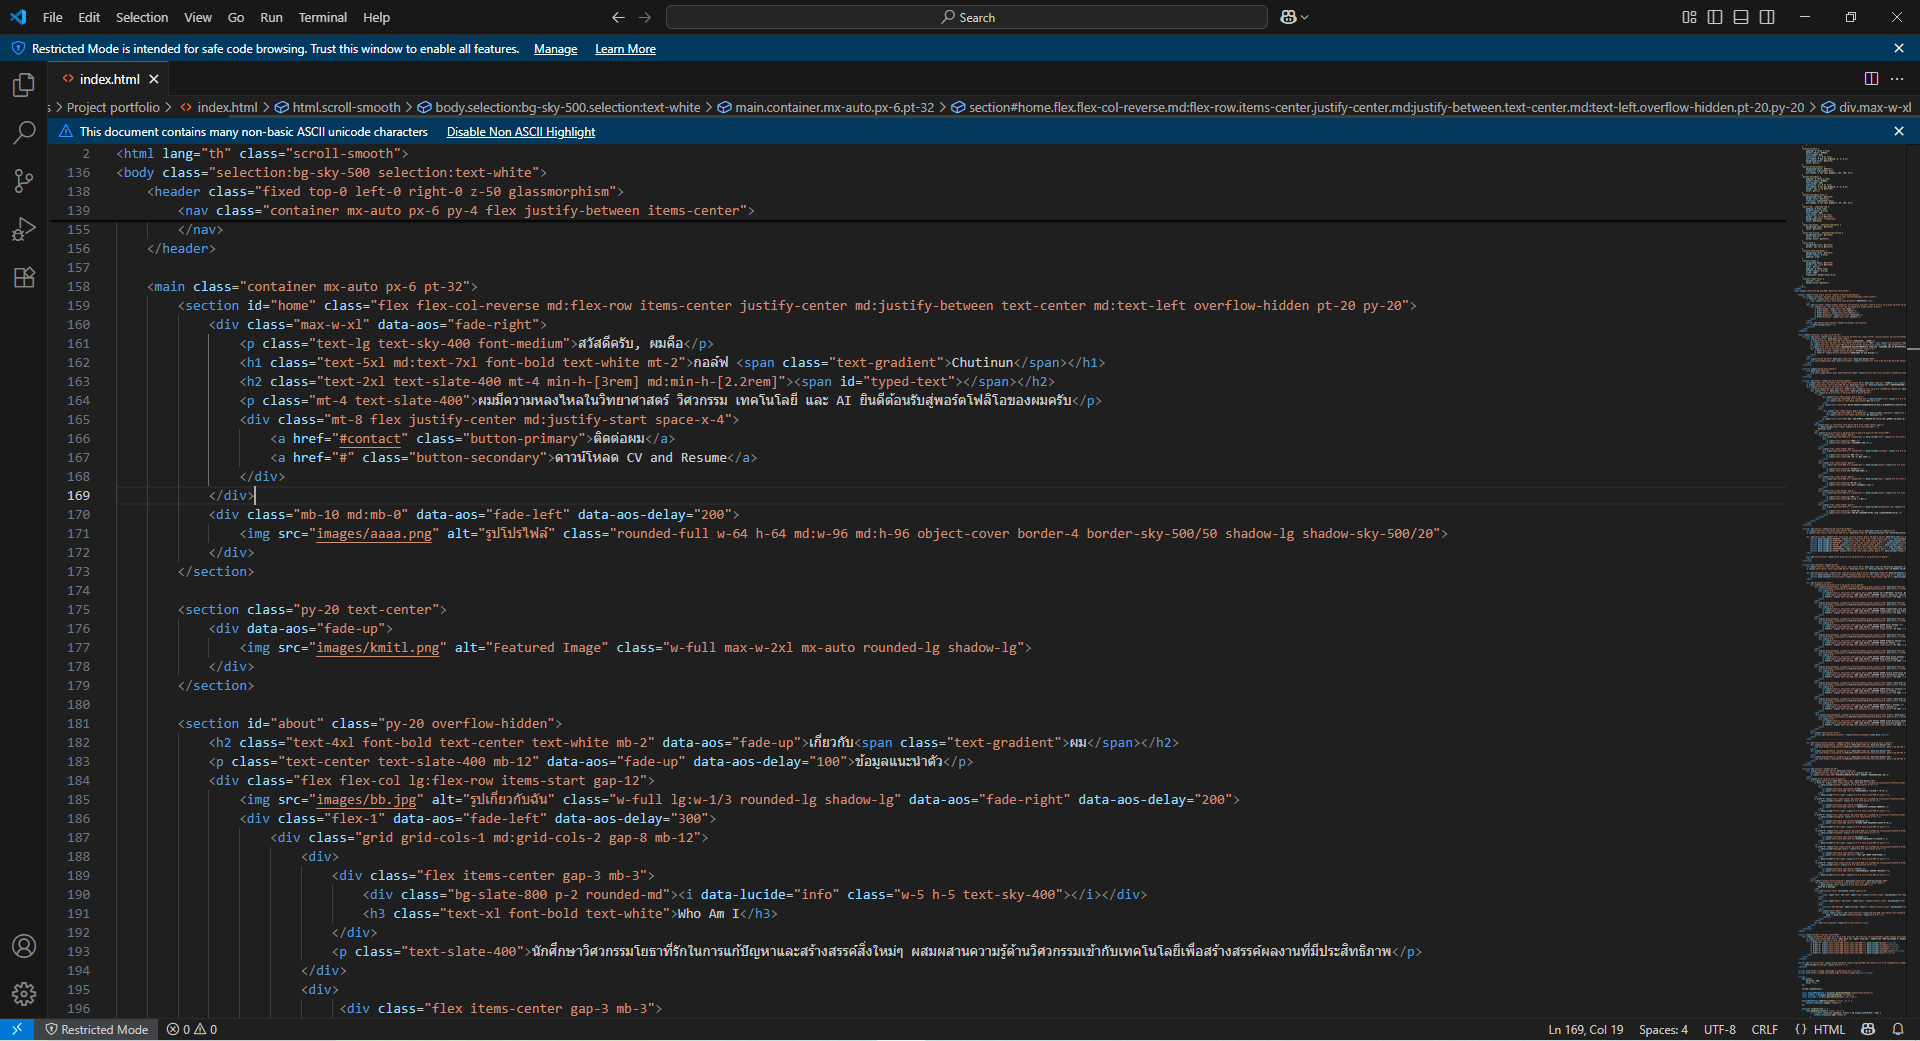 File Edit Selection View Go Run Terminal Help
Search
Restricted Mode is intended for safe code browsing. Trust this window to enable all features. Manage Learn More
index.html
s > Project portfolio > index.html > html.scroll-smooth > body.selection:bg-sky-500.selection:text-white > main.container.mx-auto.px-6.pt-32 > section#home.flex.flex-col-reverse.md:flex-row.items-center.justify-center.md:justify-between.text-center.md:text-left.overflow-hidden.pt-20.py-20 > div.max-w-xl
This document contains many non-basic ASCII unicode characters Disable Non ASCII Highlight
2 <html lang="th" class="scroll-smooth">
136 <body class="selection:bg-sky-500 selection:text-white">
138 <header class="fixed top-0 left-0 right-0 z-50 glassmorphism">
139 <nav class="container mx-auto px-6 py-4 flex justify-between items-center">
155 </nav>
156 </header>
157
158 <main class="container mx-auto px-6 pt-32">
159 <section id="home" class="flex flex-col-reverse md:flex-row items-center justify-center md:justify-between text-center md:text-left overflow-hidden pt-20 py-20">
160 <div class="max-w-xl" data-aos="fade-right">
161 <p class="text-lg text-sky-400 font-medium">สวัสดีครับ, ผมคือ</p>
162 <h1 class="text-5xl md:text-7xl font-bold text-white mt-2">กอล์ฟ <span class="text-gradient">Chutinun</span></h1>
163 <h2 class="text-2xl text-slate-400 mt-4 min-h-[3rem] md:min-h-[2.2rem]"><span id="typed-text"></span></h2>
164 <p class="mt-4 text-slate-400">ผมมีความหลงไหลในวิทยาศาสตร์ วิศวกรรม เทคโนโลยี และ AI ยินดีต้อนรับสู่พอร์ตโฟลิโอของผมครับ</p>
165 <div class="mt-8 flex justify-center md:justify-start space-x-4">
166 <a href="#contact" class="button-primary">ติดต่อผม</a>
167 <a href="#" class="button-secondary">ดาวน์โหลด CV and Resume</a>
168 </div>
169 </div>
170 <div class="mb-10 md:mb-0" data-aos="fade-left" data-aos-delay="200">
171 <img src="images/aaaa.png" alt="รูปโปรไฟล์" class="rounded-full w-64 h-64 md:w-96 md:h-96 object-cover border-4 border-sky-500/50 shadow-lg shadow-sky-500/20">
172 </div>
173 </section>
174
175 <section class="py-20 text-center">
176 <div data-aos="fade-up">
177 <img src="images/kmitl.png" alt="Featured Image" class="w-full max-w-2xl mx-auto rounded-lg shadow-lg">
178 </div>
179 </section>
180
181 <section id="about" class="py-20 overflow-hidden">
182 <h2 class="text-4xl font-bold text-center text-white mb-2" data-aos="fade-up">เกี่ยวกับ<span class="text-gradient">ผม</span></h2>
183 <p class="text-center text-slate-400 mb-12" data-aos="fade-up" data-aos-delay="100">ข้อมูลแนะนำตัว</p>
184 <div class="flex flex-col lg:flex-row items-start gap-12">
185 <img src="images/bb.jpg" alt="รูปเกี่ยวกับฉัน" class="w-full lg:w-1/3 rounded-lg shadow-lg" data-aos="fade-right" data-aos-delay="200">
186 <div class="flex-1" data-aos="fade-left" data-aos-delay="300">
187 <div class="grid grid-cols-1 md:grid-cols-2 gap-8 mb-12">
188 <div>
189 <div class="flex items-center gap-3 mb-3">
190 <div class="bg-slate-800 p-2 rounded-md"><i data-lucide="info" class="w-5 h-5 text-sky-400"></i></div>
191 <h3 class="text-xl font-bold text-white">Who Am I</h3>
192 </div>
193 <p class="text-slate-400">นักศึกษาวิศวกรรมโยธาที่รักในการแก้ปัญหาและสร้างสรรค์สิ่งใหม่ๆ ผสมผสานความรู้ด้านวิศวกรรมเข้ากับเทคโนโลยีเพื่อสร้างสรรค์ผลงานที่มีประสิทธิภาพ</p>
194 </div>
195 <div>
196 <div class="flex items-center gap-3 mb-3">
Restricted Mode 0 0 Ln 169, Col 19 Spaces: 4 UTF-8 CRLF {} HTML